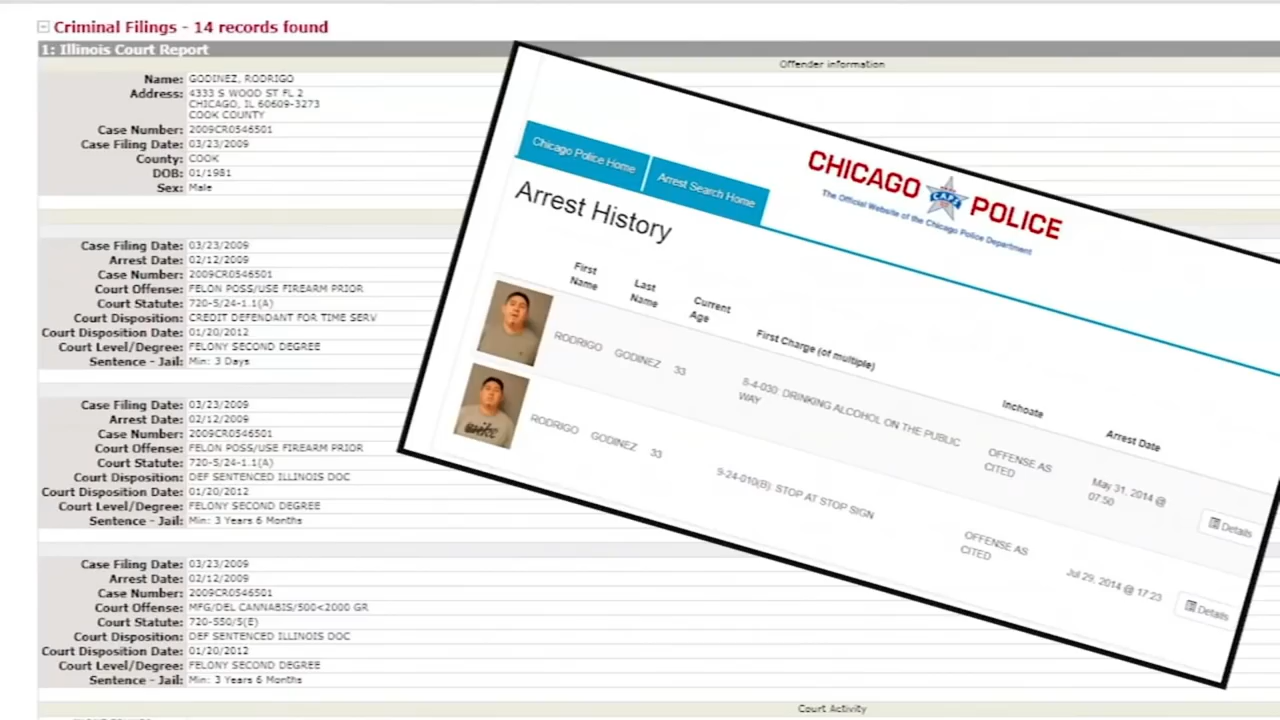 Criminal Filings - 14 records found
1: Illinois Court Report
Offender Information
Name: GODINEZ, RODRIGO
Address: 4333 S WOOD ST FL 2
CHICAGO, IL 60609-3273
COOK COUNTY
Case Number: 2009CR0546501
Case Filing Date: 03/23/2009
County: COOK
DOB: 01/1981
Sex: Male
Case Filing Date: 03/23/2009
Arrest Date: 02/12/2009
Case Number: 2009CR0546501
Court Offense: FELON POSS/USE FIREARM PRIOR
Court Statute: 720-5/24-1.1(A)
Court Disposition: CREDIT DEFENDANT FOR TIME SERV
Court Disposition Date: 01/20/2012
Court Level/Degree: FELONY SECOND DEGREE
Sentence - Jail: Min: 3 Days
Case Filing Date: 03/23/2009
Arrest Date: 02/12/2009
Case Number: 2009CR0546501
Court Offense: FELON POSS/USE FIREARM PRIOR
Court Statute: 720-5/24-1.1(A)
Court Disposition: DEF SENTENCED ILLINOIS DOC
Court Disposition Date: 01/20/2012
Court Level/Degree: FELONY SECOND DEGREE
Sentence - Jail: Min: 3 Years 6 Months
Case Filing Date: 03/23/2009
Arrest Date: 02/12/2009
Case Number: 2009CR0546501
Court Offense: MFG/DEL CANNABIS/500<2000 GR
Court Statute: 720-550/5(E)
Court Disposition: DEF SENTENCED ILLINOIS DOC
Court Disposition Date: 01/20/2012
Court Level/Degree: FELONY SECOND DEGREE
Sentence - Jail: Min: 3 Years 6 Months
Court Activity
Chicago Police Home
Arrest Search Home
CHICAGO CAPS POLICE
The Official Website of the Chicago Police Department
Arrest History
First Name
Last Name
Current Age
First Charge (of multiple)
Inchoate
Arrest Date
RODRIGO GODINEZ 33
8-4-030: DRINKING ALCOHOL ON THE PUBLIC
WAY
OFFENSE AS
CITED
May 31, 2014 @
07:50
Details
RODRIGO GODINEZ 33
9-24-010(B): STOP AT STOP SIGN
OFFENSE AS
CITED
Jul 29, 2014 @ 17:23
Details